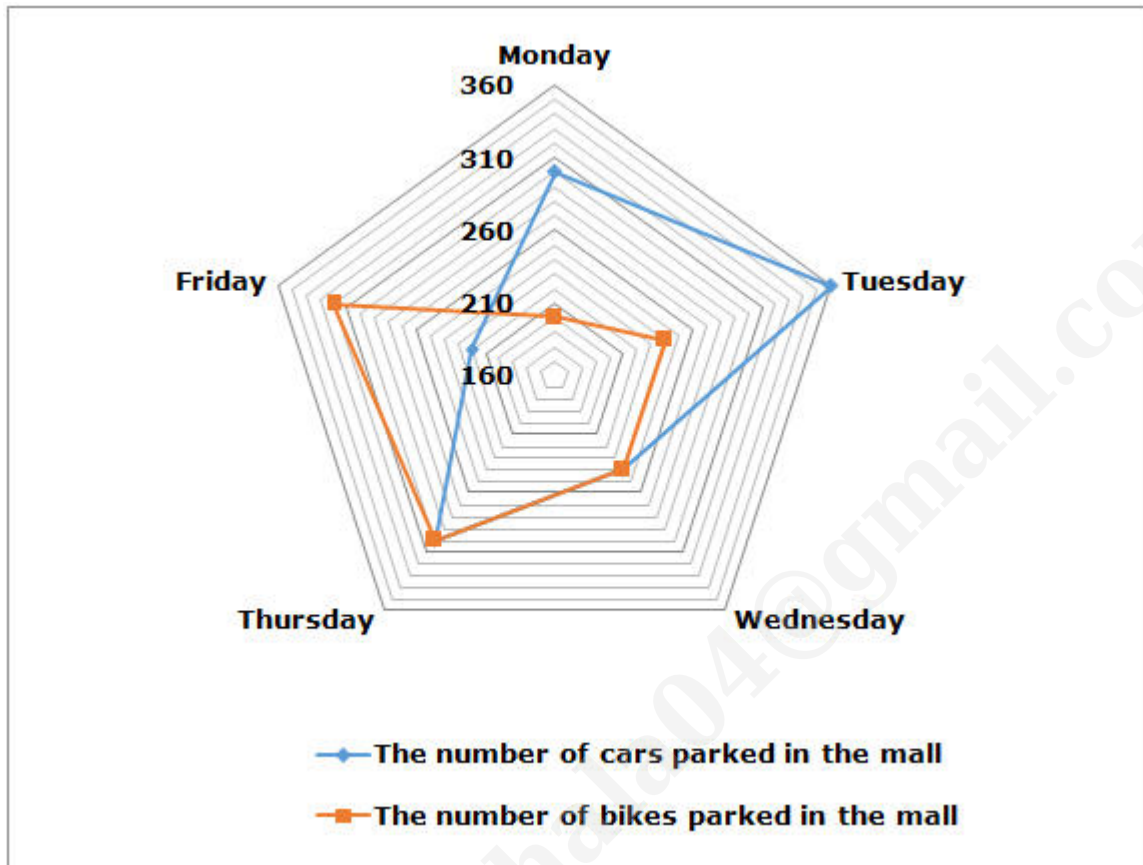 Monday
360
310
260
210
160
Friday
Tuesday
Thursday
Wednesday
The number of cars parked in the mall
The number of bikes parked in the mall